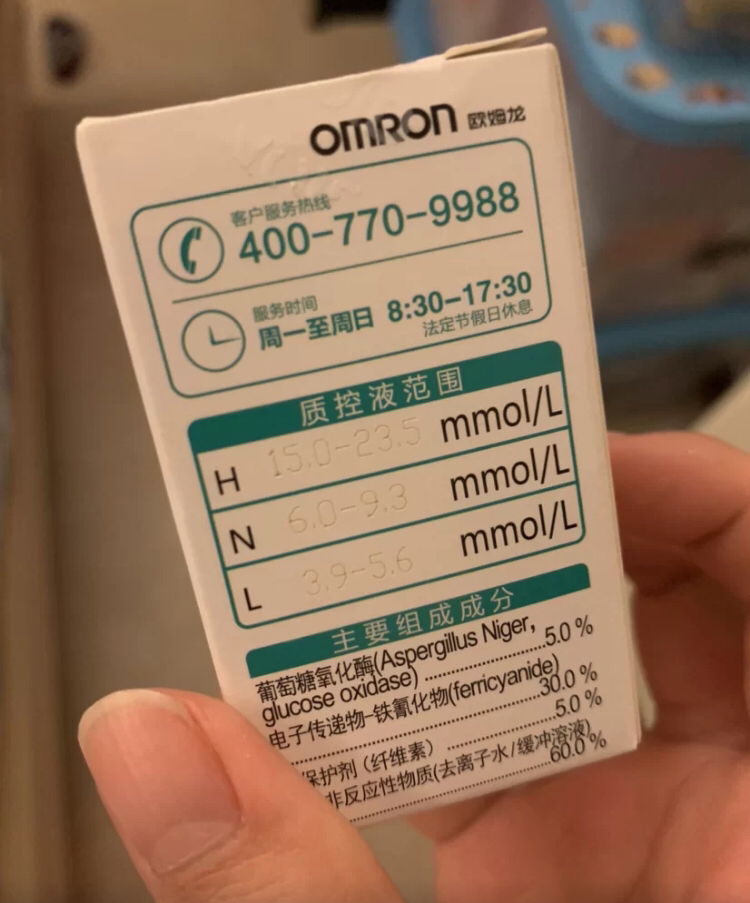 OMRON 欧姆龙
客户服务热线
400-770-9988
服务时间
周一至周日 8:30-17:30
法定节假日休息
质控液范围
H 15.0-23.5 mmol/L
N 6.0-9.3 mmol/L
L 3.9-5.6 mmol/L
主要组成成分
葡萄糖氧化酶(Aspergillus Niger,
glucose oxidase) ........................5.0 %
电子传递物-铁氰化物(ferricyanide)
........................30.0 %
保护剂（纤维素） ........................5.0 %
非反应性物质(去离子水/缓冲溶液)
........................60.0 %